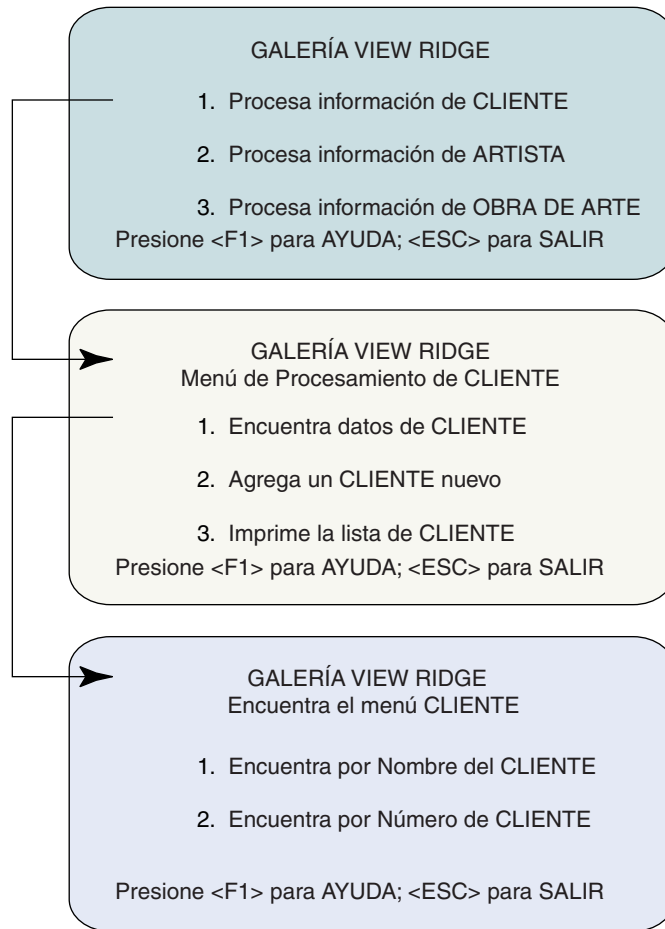 GALERÍA VIEW RIDGE
1. Procesa información de CLIENTE
2. Procesa información de ARTISTA
3. Procesa información de OBRA DE ARTE
Presione <F1> para AYUDA; <ESC> para SALIR
GALERÍA VIEW RIDGE
Menú de Procesamiento de CLIENTE
1. Encuentra datos de CLIENTE
2. Agrega un CLIENTE nuevo
3. Imprime la lista de CLIENTE
Presione <F1> para AYUDA; <ESC> para SALIR
GALERÍA VIEW RIDGE
Encuentra el menú CLIENTE
1. Encuentra por Nombre del CLIENTE
2. Encuentra por Número de CLIENTE
Presione <F1> para AYUDA; <ESC> para SALIR